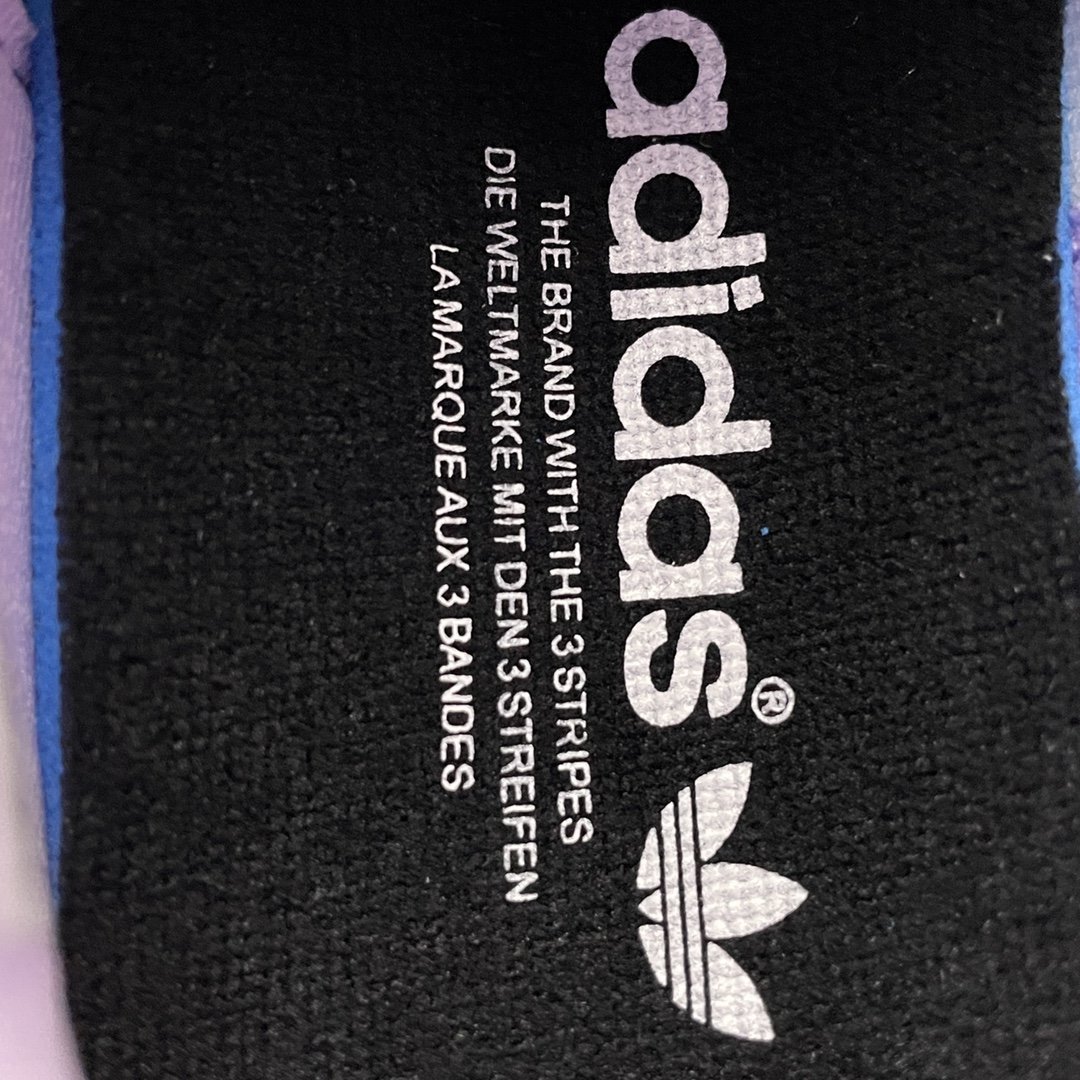 adidas®
THE BRAND WITH THE 3 STRIPES
DIE WELTMARKE MIT DEN 3 STREIFEN
LA MARQUE AUX 3 BANDES